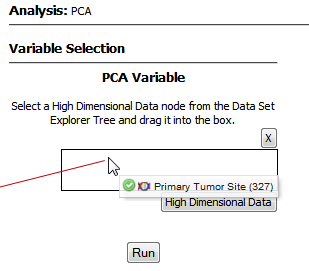 Analysis: PCA
Variable Selection
PCA Variable
Select a High Dimensional Data node from the Data Set
Explorer Tree and drag it into the box.
X
Primary Tumor Site (327)
High Dimensional Data
Run